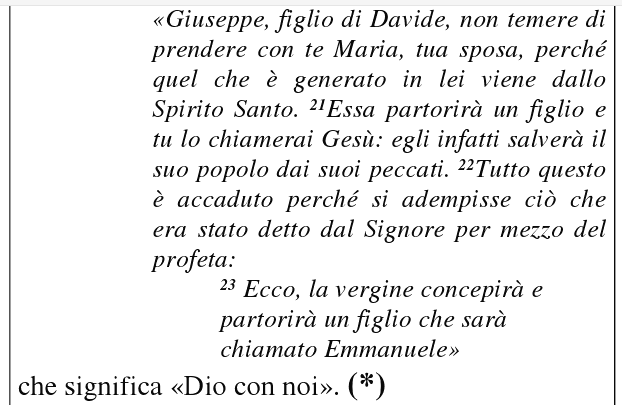 «Giuseppe, figlio di Davide, non temere di
prendere con te Maria, tua sposa, perché
quel che è generato in lei viene dallo
Spirito Santo. ²¹Essa partorirà un figlio e
tu lo chiamerai Gesù: egli infatti salverà il
suo popolo dai suoi peccati. ²²Tutto questo
è accaduto perché si adempisse ciò che
era stato detto dal Signore per mezzo del
profeta:
²³ Ecco, la vergine concepirà e
partorirà un figlio che sarà
chiamato Emmanuele»
che significa «Dio con noi». (*)